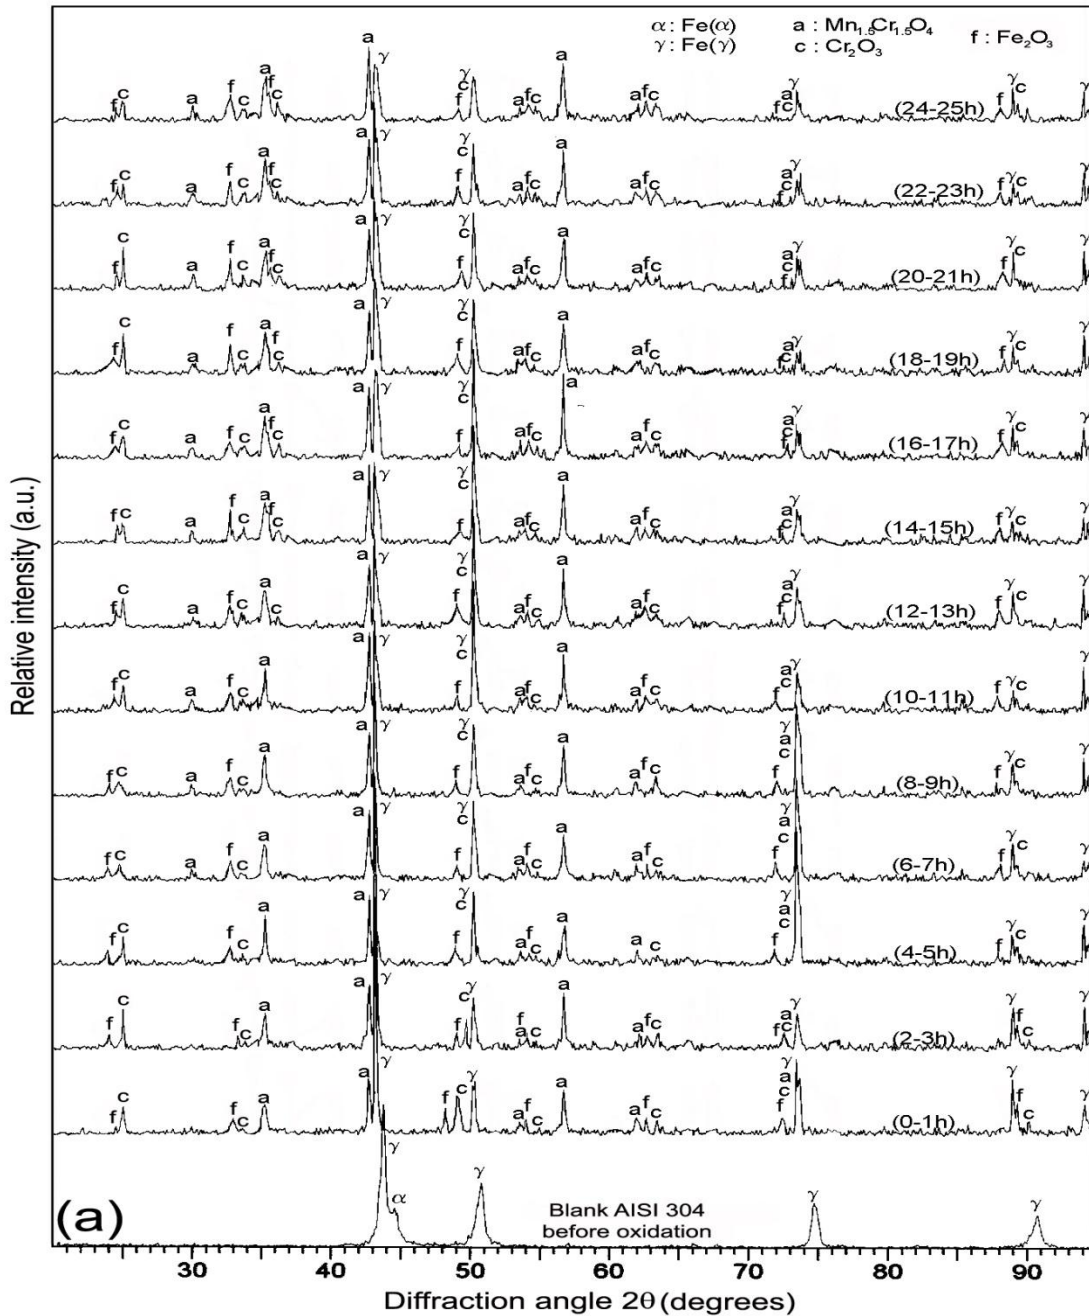 α : Fe(α) a : Mn1.5Cr1.5O4 f : Fe2O3
γ : Fe(γ) c : Cr2O3
Relative intensity (a.u.)
f c a f c a f c a γ γ c f a a f c a f c f a c γ f γ c γ
(24-25h)
f c a f c a f c a γ γ c f a f c a a f c f a c γ f γ c γ
(22-23h)
f c a f c a f c a γ γ c f a f c a a f c f a c γ f γ c γ
(20-21h)
f c a f c a f c a γ γ c f a f c a a f c f a c γ f γ c γ
(18-19h)
f c a f c a f c a γ γ c f a f c a a f c f a c γ f γ c γ
(16-17h)
f c a f c a f c a γ γ c f a f c a a f c f a c γ f γ c γ
(14-15h)
f c a f c a c a γ γ c f a f c a a f c f a c γ f γ c γ
(12-13h)
f c a f c a a γ γ c f a f c a a f c f a c γ f γ c γ
(10-11h)
f c a f c a a γ γ c f a f c a a f c f γ a c f γ c γ
(8-9h)
f c a f c a a γ γ c f a f c a a f c f γ a c f γ c γ
(6-7h)
f c f c a a γ γ c f a f c a a c f γ a c f γ c γ
(4-5h)
f c f c a a γ f c γ f a c a a f c f a c γ γ f c γ
(2-3h)
f c f c a a γ f c γ a f c a a f c γ a c f γ f c γ
(0-1h)
γ α γ γ γ
(a)
Blank AISI 304
before oxidation
30 40 50 60 70 80 90
Diffraction angle 2θ (degrees)